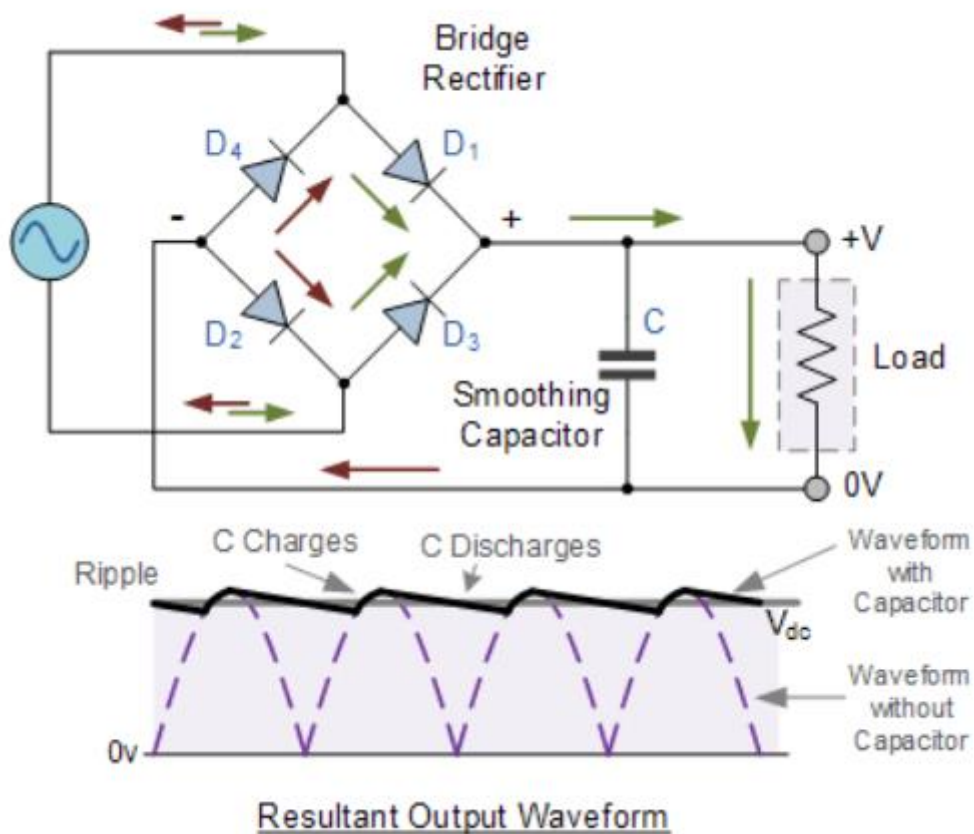 Bridge
Rectifier
D4
D1
-
+
+V
D2
D3
C
Load
Smoothing
Capacitor
0V
C Charges
C Discharges
Waveform
with
Capacitor
Ripple
Vdc
Waveform
without
Capacitor
0v
Resultant Output Waveform